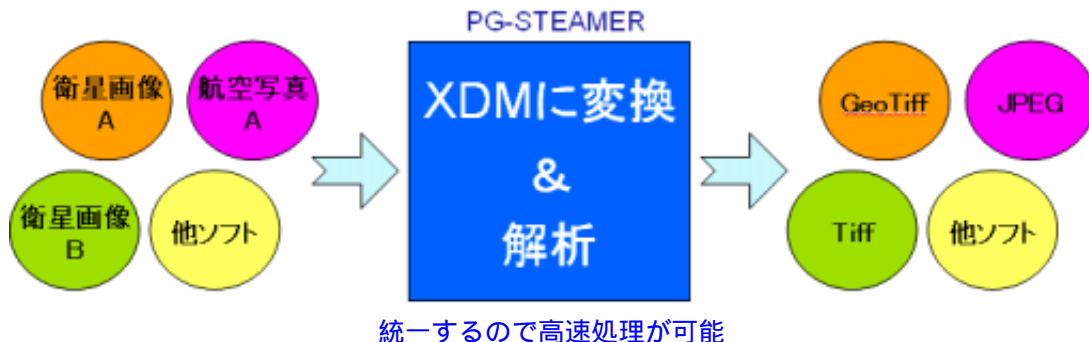 PG-STEAMER
衛星画像
A
航空写真
A
衛星画像
B
他ソフト
XDMに変換
&
解析
GeoTiff
JPEG
Tiff
他ソフト
統一するので高速処理が可能